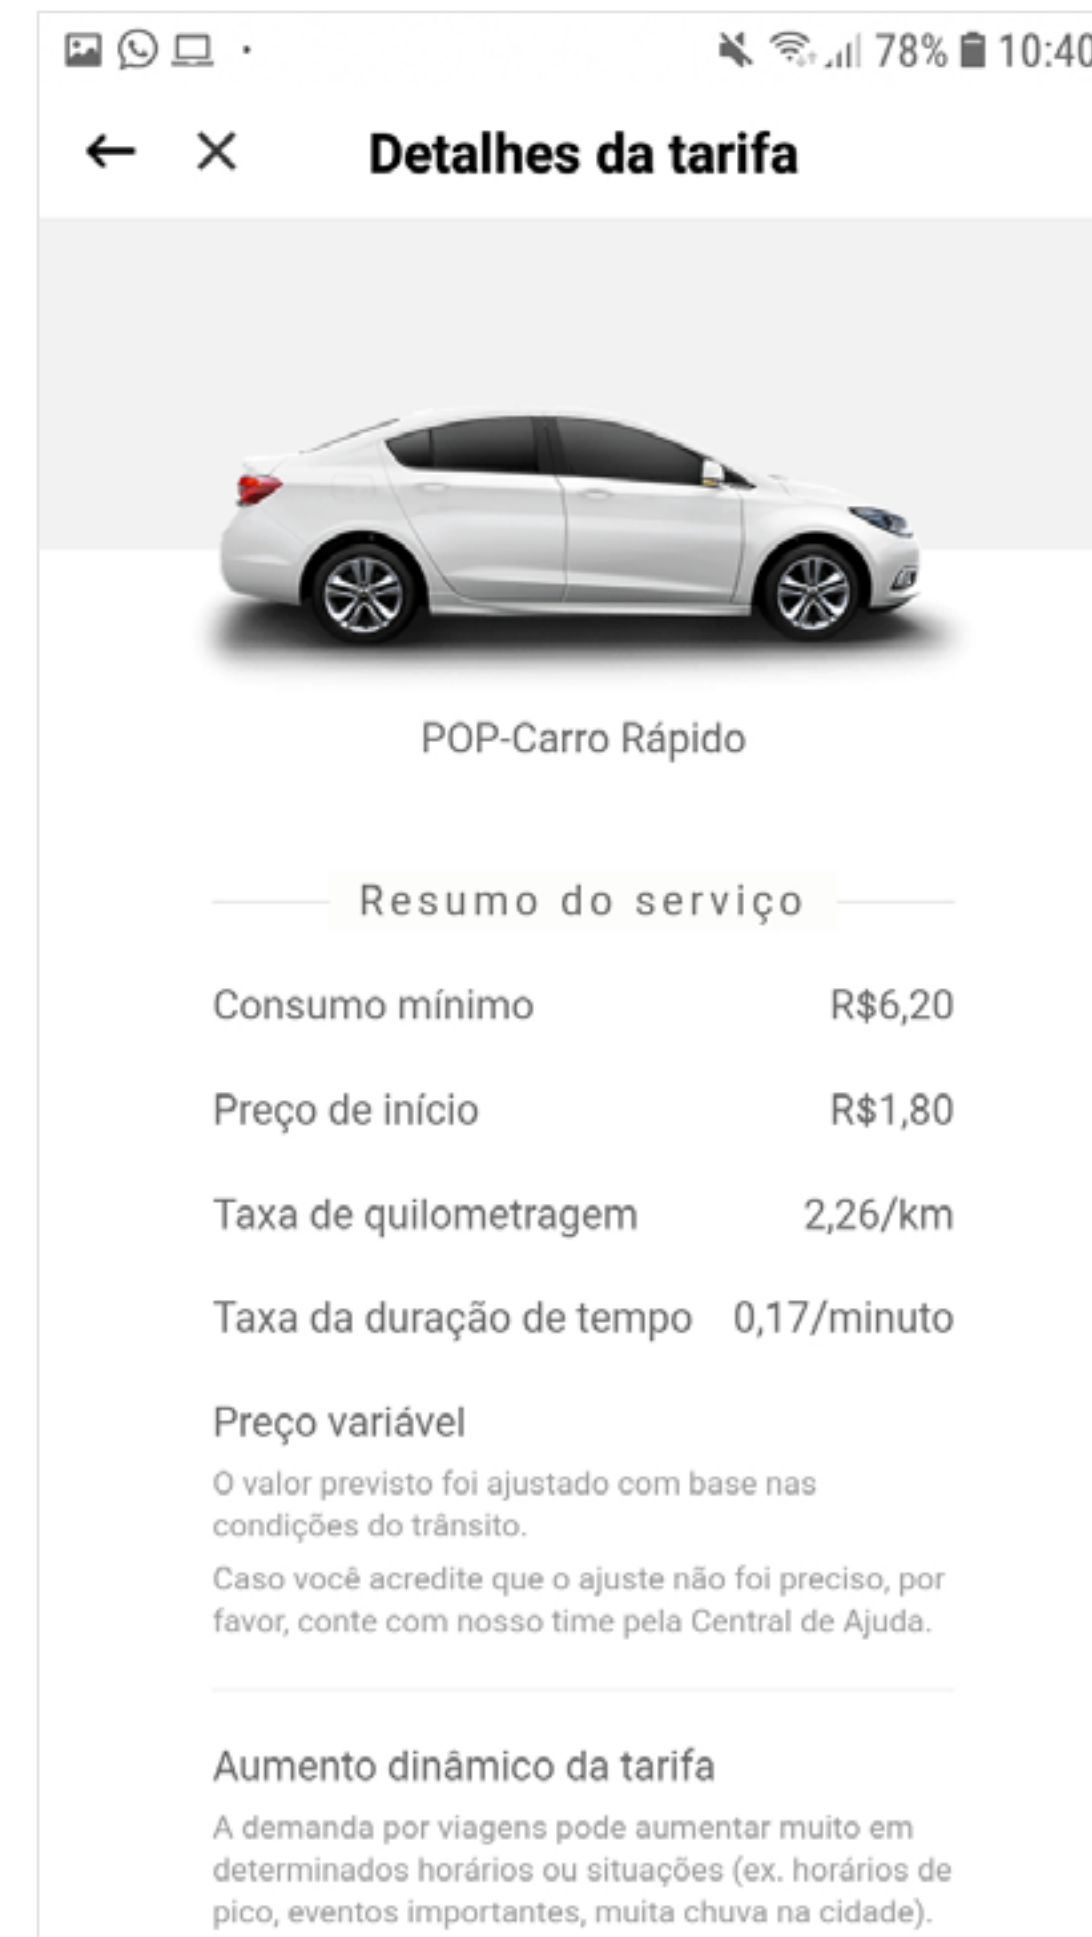 78% 10:40
Detalhes da tarifa
POP-Carro Rápido
Resumo do serviço
Consumo mínimo R$6,20
Preço de início R$1,80
Taxa de quilometragem 2,26/km
Taxa da duração de tempo 0,17/minuto
Preço variável
O valor previsto foi ajustado com base nas
condições do trânsito.
Caso você acredite que o ajuste não foi preciso, por
favor, conte com nosso time pela Central de Ajuda.
Aumento dinâmico da tarifa
A demanda por viagens pode aumentar muito em
determinados horários ou situações (ex. horários de
pico, eventos importantes, muita chuva na cidade).